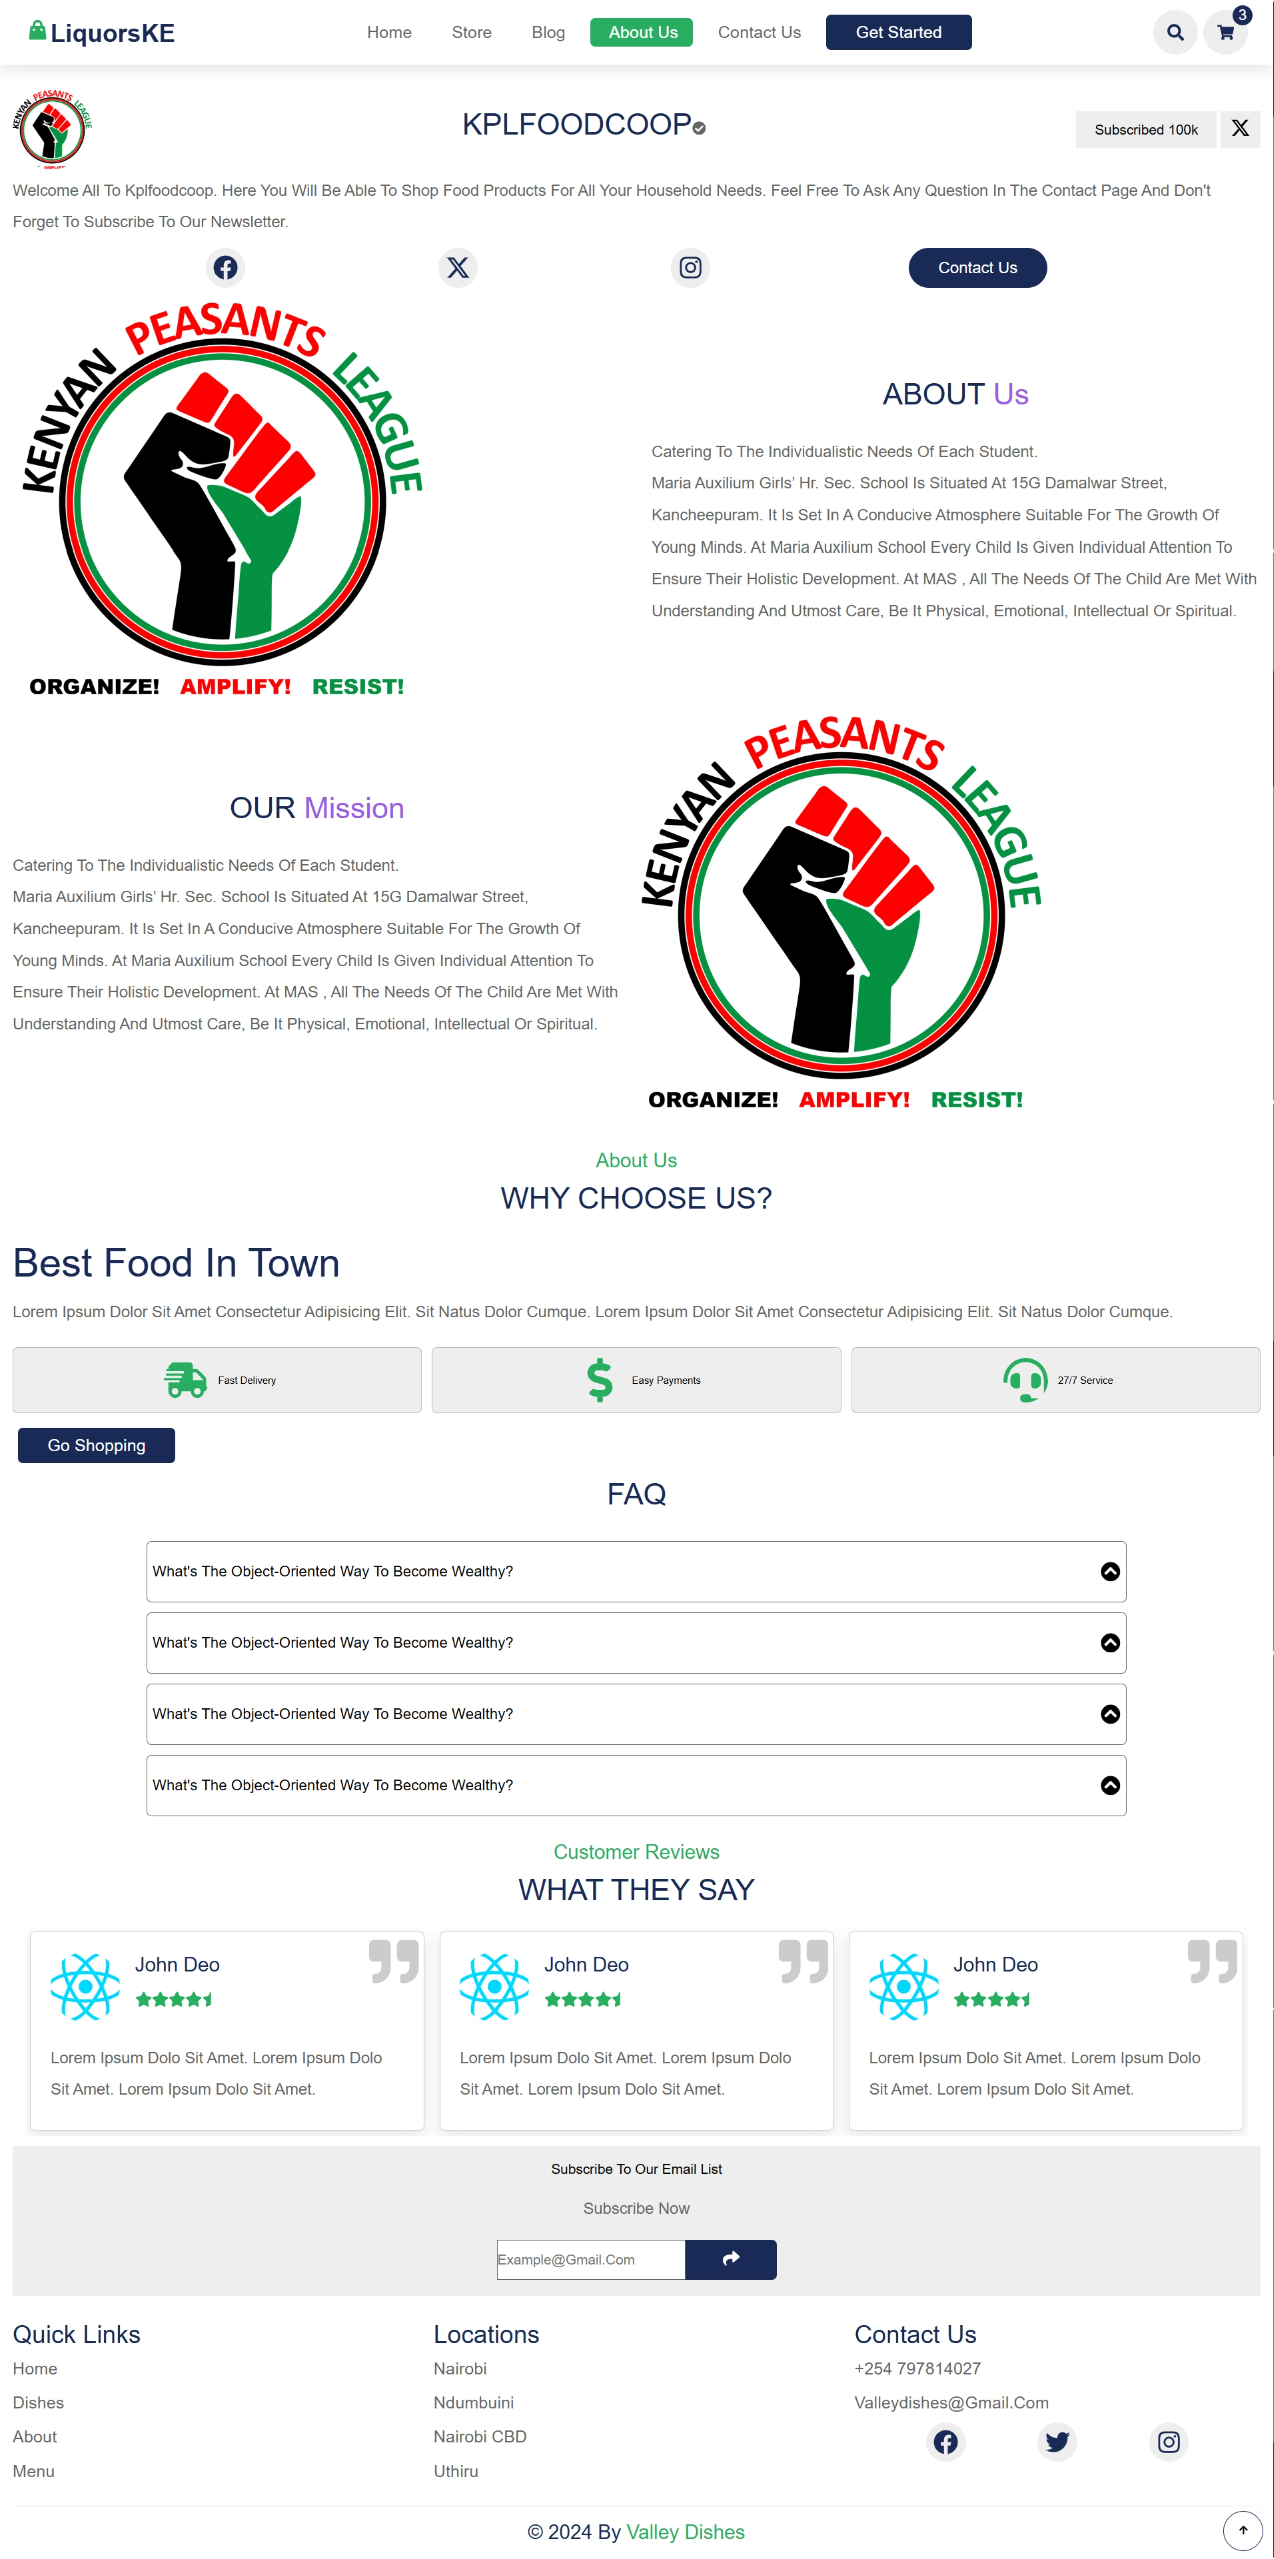 LiquorsKE
Home
Store
Blog
About Us
Contact Us
Get Started
3
KENYAN PEASANTS LEAGUE
KPLFOODCOOP
Subscribed 100k
Welcome All To Kplfoodcoop. Here You Will Be Able To Shop Food Products For All Your Household Needs. Feel Free To Ask Any Question In The Contact Page And Don't
Forget To Subscribe To Our Newsletter.
Contact Us
KENYAN PEASANTS LEAGUE
ORGANIZE! AMPLIFY! RESIST!
ABOUT Us
Catering To The Individualistic Needs Of Each Student.
Maria Auxilium Girls’ Hr. Sec. School Is Situated At 15G Damalwar Street,
Kancheepuram. It Is Set In A Conducive Atmosphere Suitable For The Growth Of
Young Minds. At Maria Auxilium School Every Child Is Given Individual Attention To
Ensure Their Holistic Development. At MAS , All The Needs Of The Child Are Met With
Understanding And Utmost Care, Be It Physical, Emotional, Intellectual Or Spiritual.
OUR Mission
Catering To The Individualistic Needs Of Each Student.
Maria Auxilium Girls’ Hr. Sec. School Is Situated At 15G Damalwar Street,
Kancheepuram. It Is Set In A Conducive Atmosphere Suitable For The Growth Of
Young Minds. At Maria Auxilium School Every Child Is Given Individual Attention To
Ensure Their Holistic Development. At MAS , All The Needs Of The Child Are Met With
Understanding And Utmost Care, Be It Physical, Emotional, Intellectual Or Spiritual.
KENYAN PEASANTS LEAGUE
ORGANIZE! AMPLIFY! RESIST!
About Us
WHY CHOOSE US?
Best Food In Town
Lorem Ipsum Dolor Sit Amet Consectetur Adipisicing Elit. Sit Natus Dolor Cumque. Lorem Ipsum Dolor Sit Amet Consectetur Adipisicing Elit. Sit Natus Dolor Cumque.
Fast Delivery
Easy Payments
27/7 Service
Go Shopping
FAQ
What's The Object-Oriented Way To Become Wealthy?
What's The Object-Oriented Way To Become Wealthy?
What's The Object-Oriented Way To Become Wealthy?
What's The Object-Oriented Way To Become Wealthy?
Customer Reviews
WHAT THEY SAY
John Deo
Lorem Ipsum Dolo Sit Amet. Lorem Ipsum Dolo
Sit Amet. Lorem Ipsum Dolo Sit Amet.
John Deo
Lorem Ipsum Dolo Sit Amet. Lorem Ipsum Dolo
Sit Amet. Lorem Ipsum Dolo Sit Amet.
John Deo
Lorem Ipsum Dolo Sit Amet. Lorem Ipsum Dolo
Sit Amet. Lorem Ipsum Dolo Sit Amet.
Subscribe To Our Email List
Subscribe Now
Example@Gmail.Com
Quick Links
Home
Dishes
About
Menu
Locations
Nairobi
Ndumbuini
Nairobi CBD
Uthiru
Contact Us
+254 797814027
Valleydishes@Gmail.Com
© 2024 By Valley Dishes